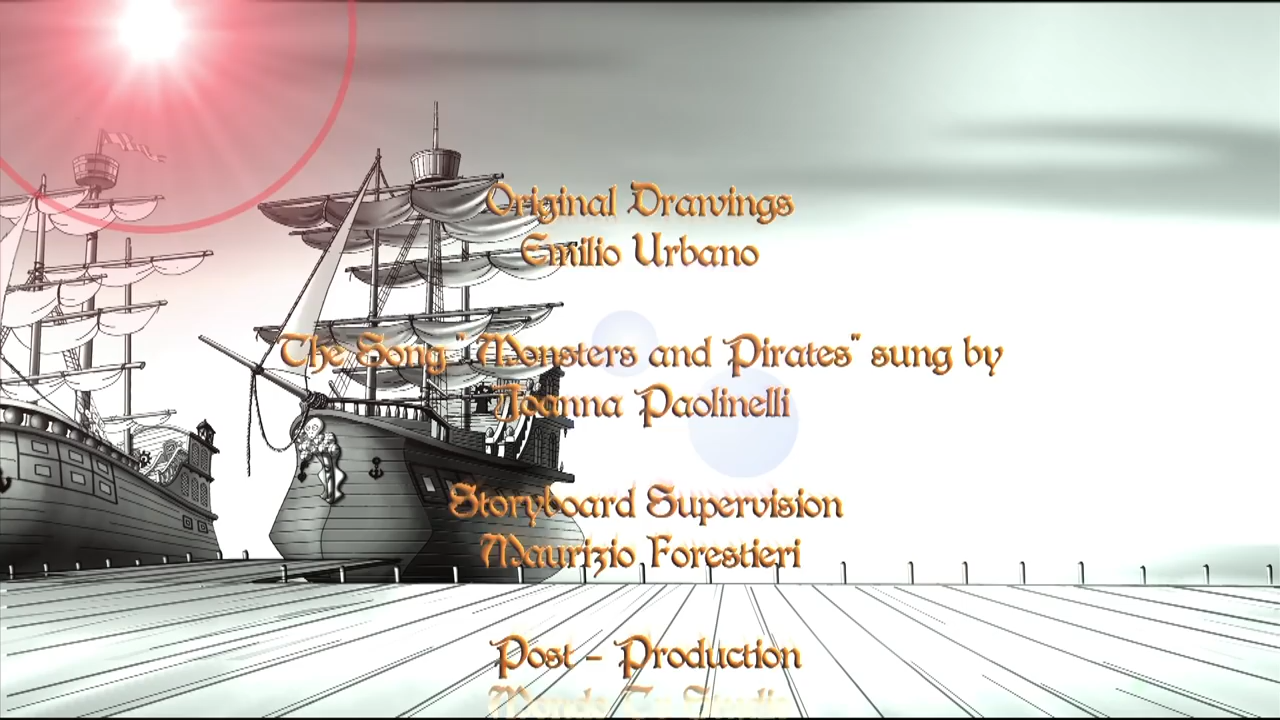 Original Drawings
Emilio Urbano
The Song " Monsters and Pirates" sung by
Joanna Paolinelli
Storyboard Supervision
Maurizio Forestieri
Post - Production